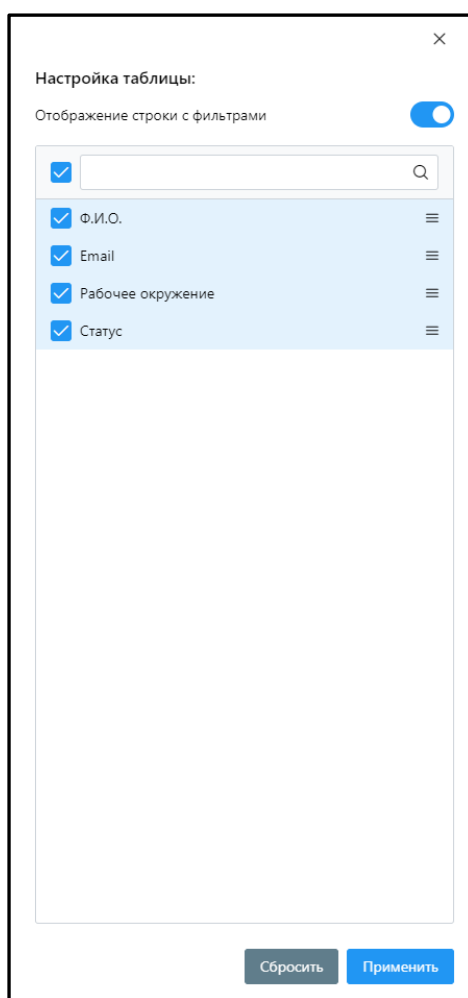 Настройка таблицы:
Отображение строки с фильтрами
Ф.И.О.
Email
Рабочее окружение
Статус
Сбросить Применить